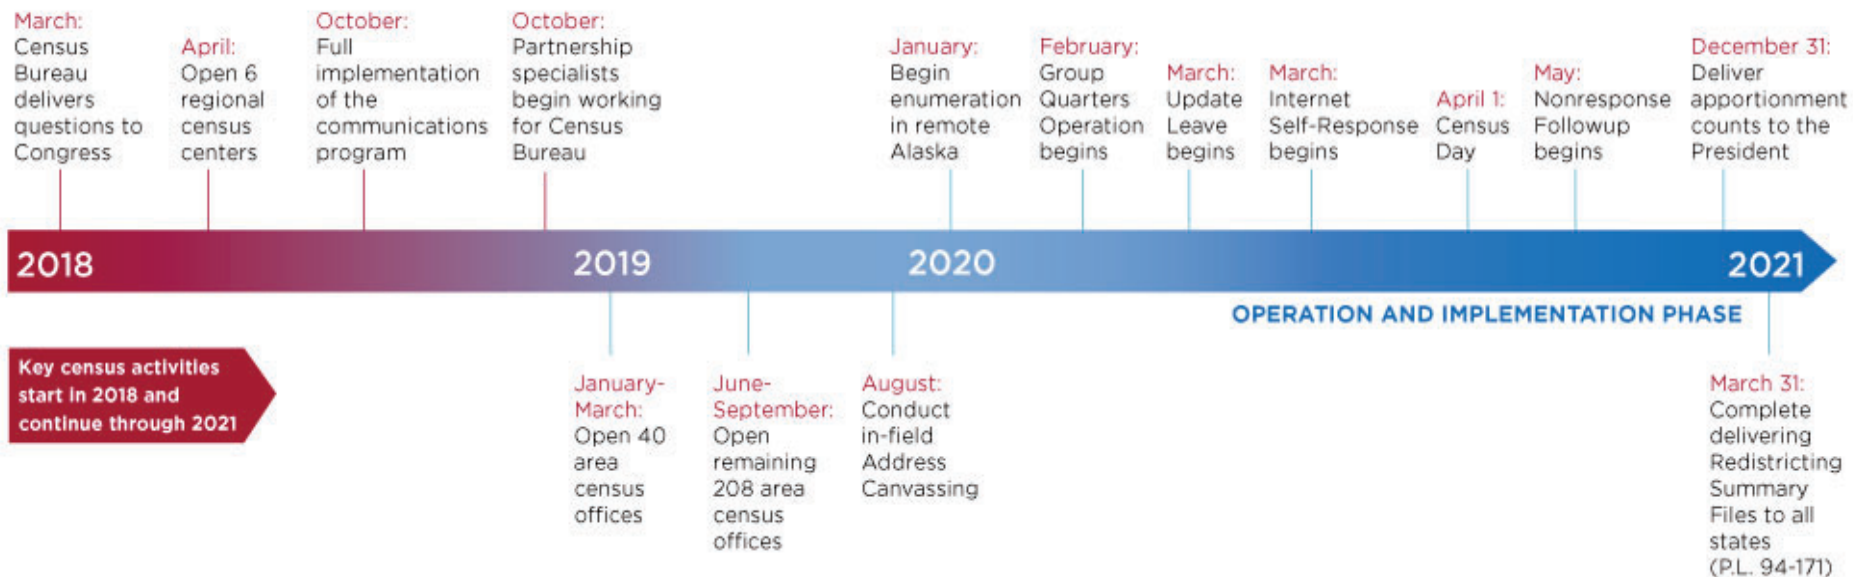 March:
Census
Bureau
delivers
questions to
Congress
April:
Open 6
regional
census
centers
October:
Full
implementation
of the
communications
program
October:
Partnership
specialists
begin working
for Census
Bureau
January:
Begin
enumeration
in remote
Alaska
February:
Group
Quarters
Operation
begins
March:
Update
Leave
begins
March:
Internet
Self-Response
begins
April 1:
Census
Day
May:
Nonresponse
Followup
begins
December 31:
Deliver
apportionment
counts to the
President
2018
2019
2020
2021
OPERATION AND IMPLEMENTATION PHASE
Key census activities
start in 2018 and
continue through 2021
January-
March:
Open 40
area
census
offices
June-
September:
Open
remaining
208 area
census
offices
August:
Conduct
in-field
Address
Canvassing
March 31:
Complete
delivering
Redistricting
Summary
Files to all
states
(P.L. 94-171)